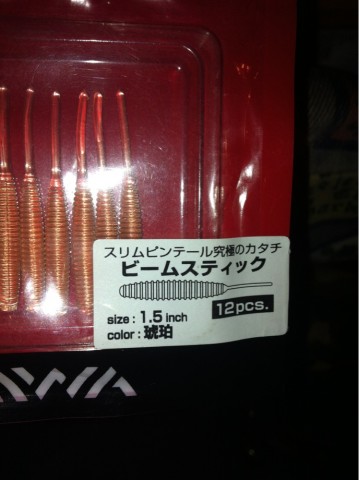 スリムピンテール究極のカタチ
ビームスティック
12pcs.
size : 1.5 inch
color : 琥珀
DAIWA